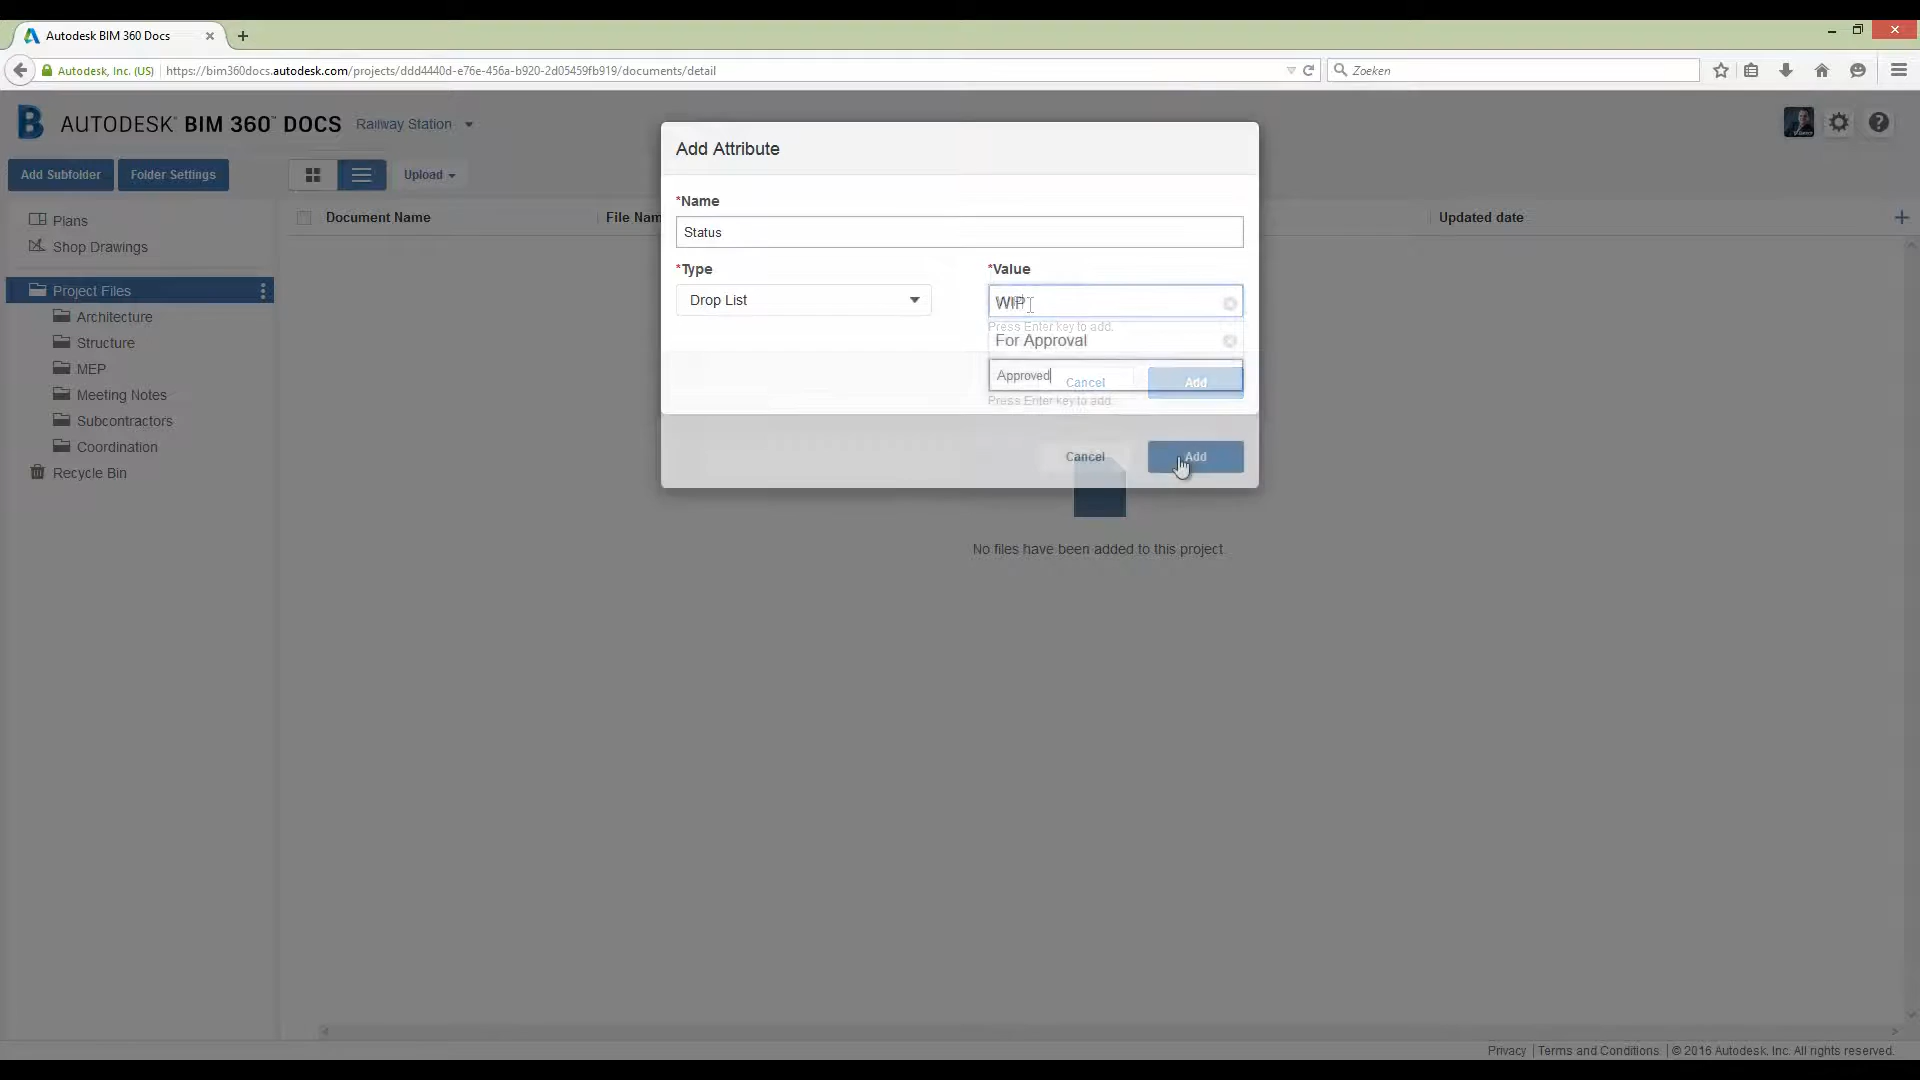 Autodesk BIM 360 Docs
Autodesk, Inc. (US)
https://bim360docs.autodesk.com/projects/ddd4440d-e76e-456a-b920-2d05459fb919/documents/detail
Zoeken
AUTODESK® BIM 360™ DOCS
Railway Station
Add Subfolder
Folder Settings
Upload
Plans
Shop Drawings
Project Files
Architecture
Structure
MEP
Meeting Notes
Subcontractors
Coordination
Recycle Bin
Document Name
File Nam
Updated date
Add Attribute
*Name
Status
*Type
Drop List
*Value
WIP
Press Enter key to add.
For Approval
Approved
Cancel
Add
Press Enter key to add.
Cancel
Add
No files have been added to this project
Privacy | Terms and Conditions | © 2016 Autodesk, Inc. All rights reserved.